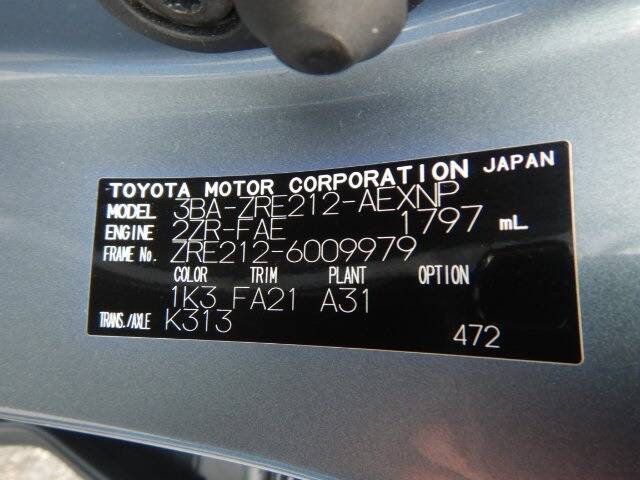 TOYOTA MOTOR CORPORATION JAPAN
MODEL 3BA-ZRE212-AEXNP
ENGINE 2ZR-FAE 1797 mL
FRAME No. ZRE212-6009979
COLOR TRIM PLANT OPTION
1K3 FA21 A31
TRANS./AXLE K313
472